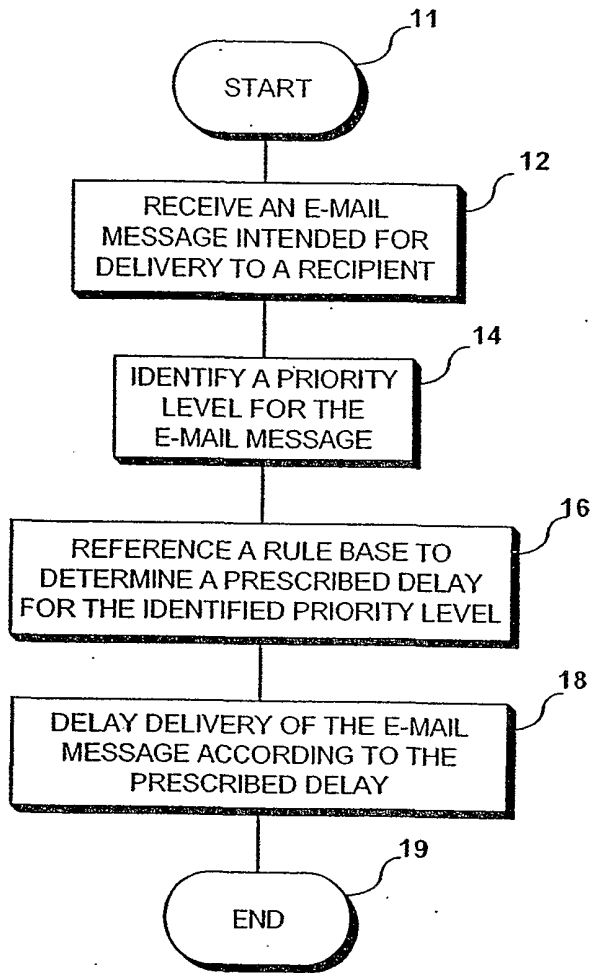 11
START
12
RECEIVE AN E-MAIL
MESSAGE INTENDED FOR
DELIVERY TO A RECIPIENT
14
IDENTIFY A PRIORITY
LEVEL FOR THE
E-MAIL MESSAGE
16
REFERENCE A RULE BASE TO
DETERMINE A PRESCRIBED DELAY
FOR THE IDENTIFIED PRIORITY LEVEL
18
DELAY DELIVERY OF THE E-MAIL
MESSAGE ACCORDING TO THE
PRESCRIBED DELAY
19
END